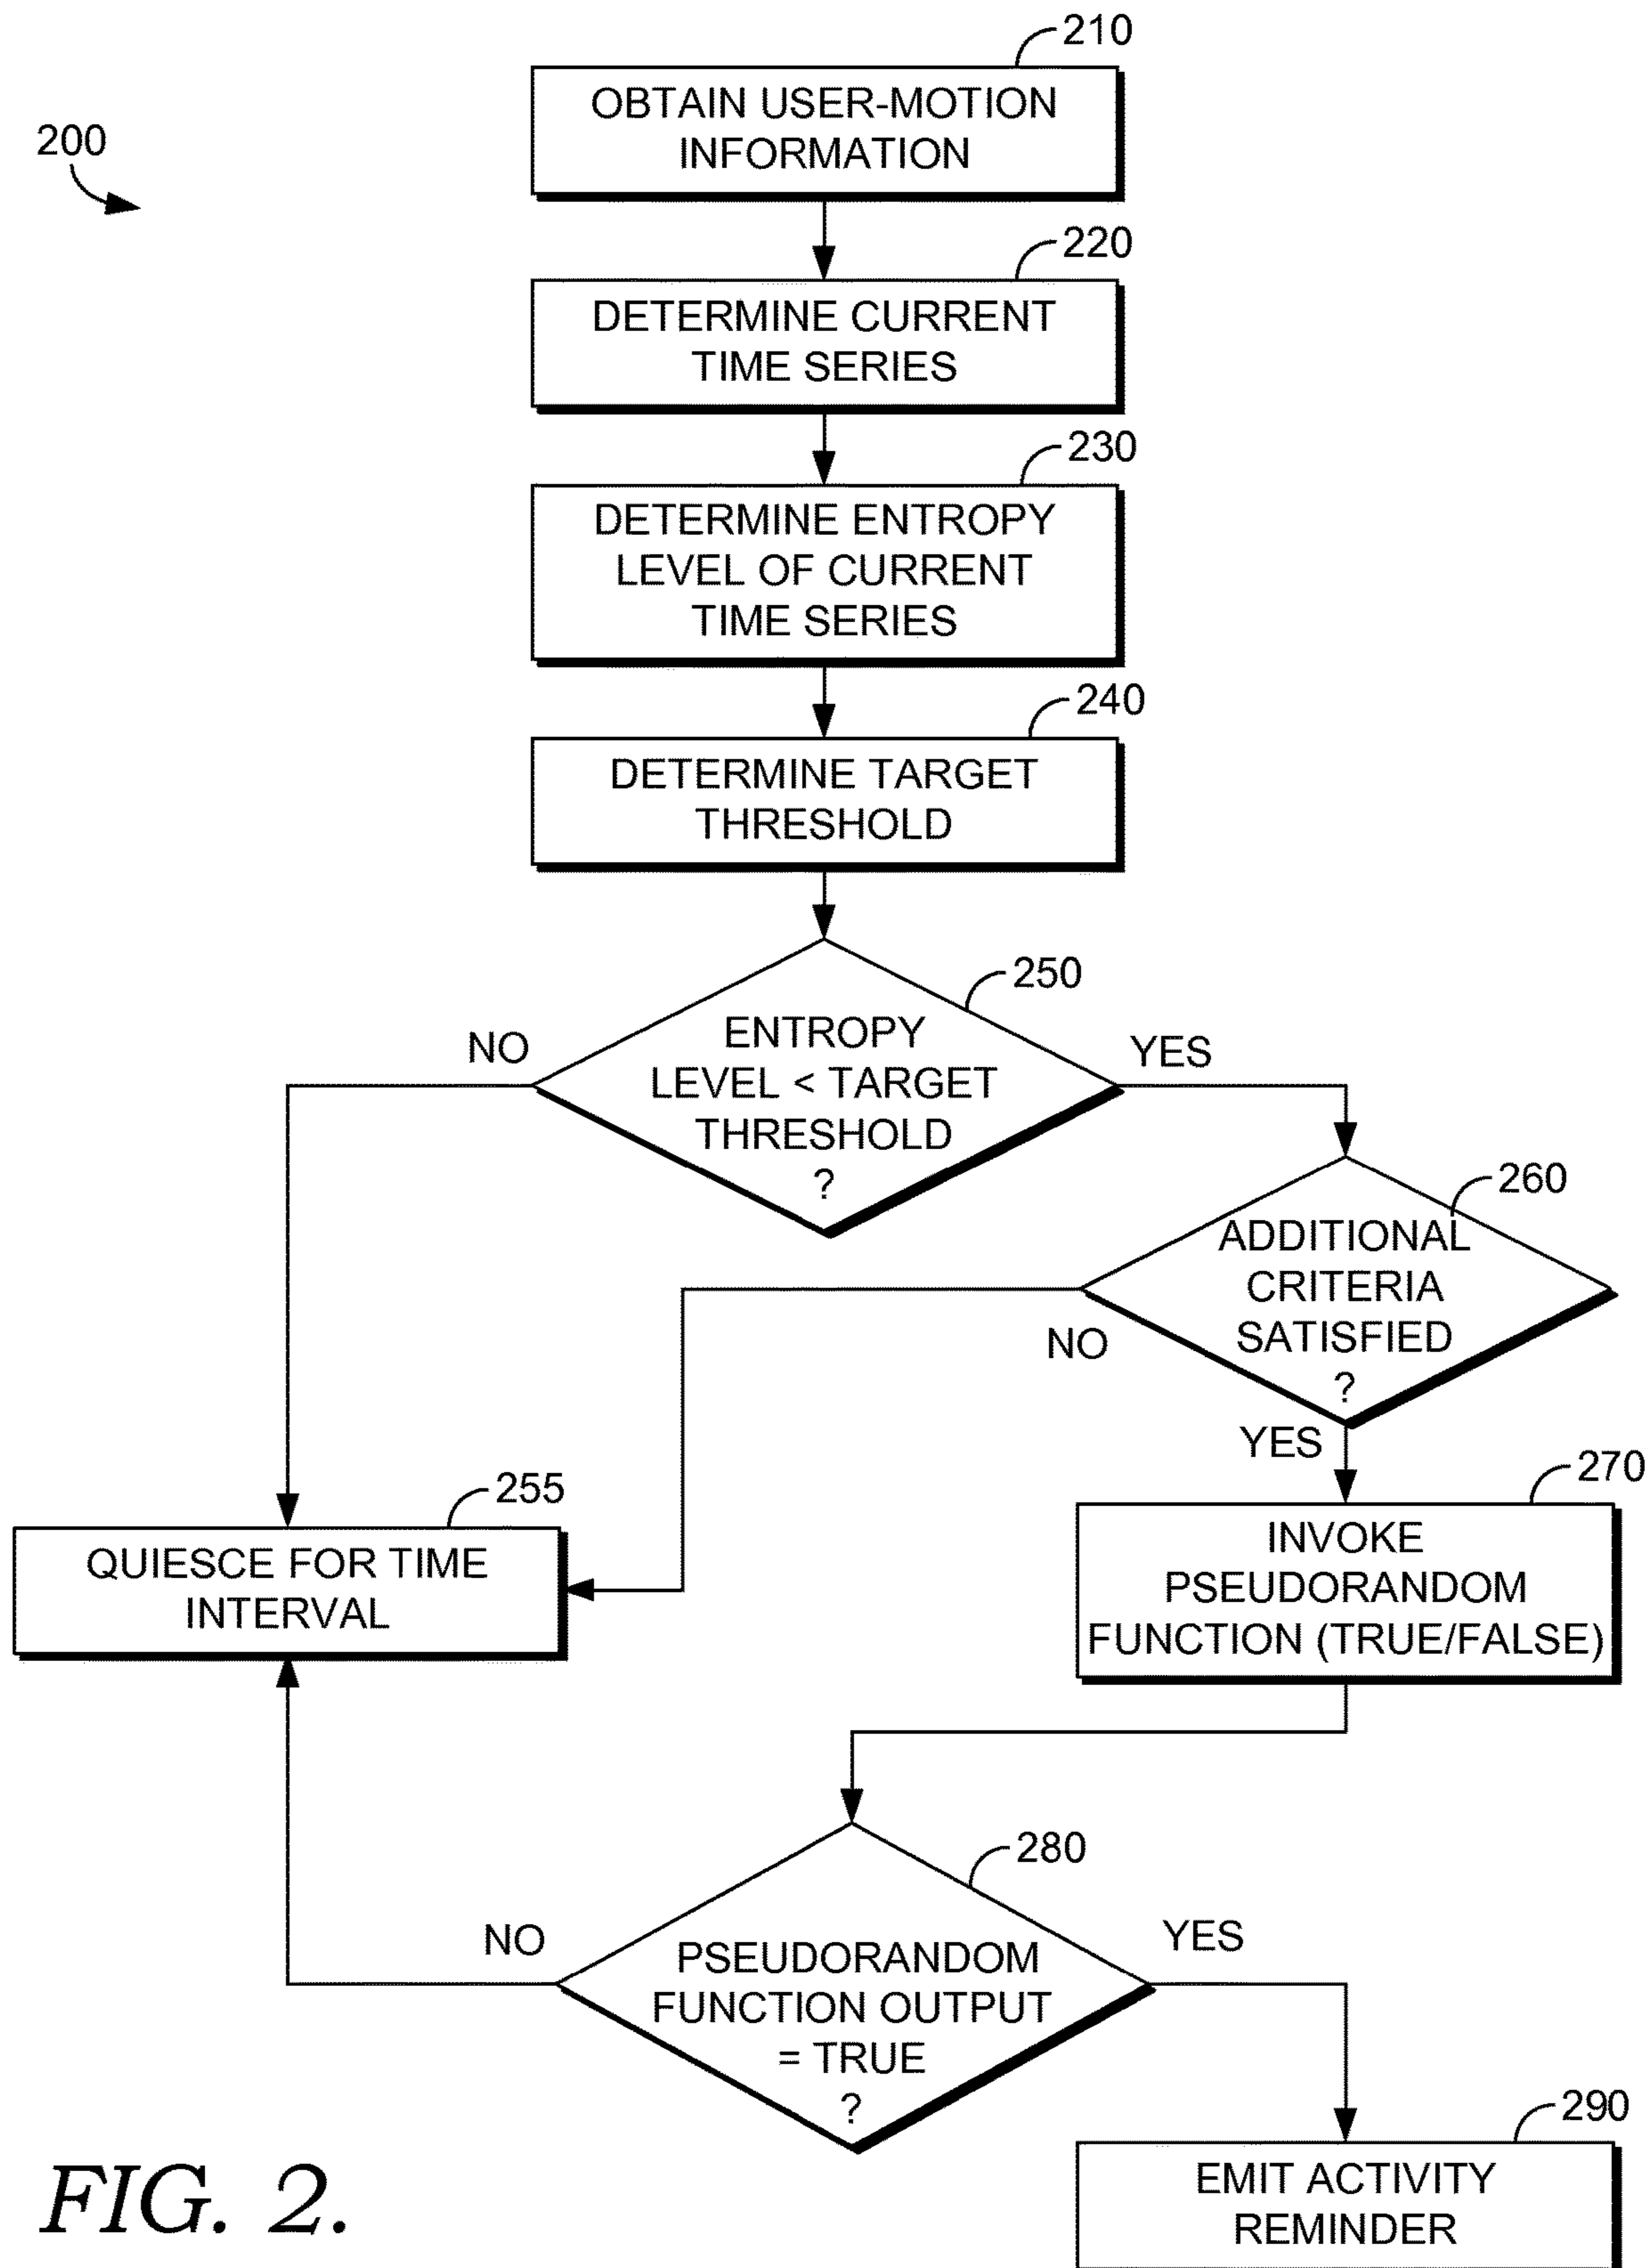 210
OBTAIN USER-MOTION
INFORMATION
200
220
DETERMINE CURRENT
TIME SERIES
230
DETERMINE ENTROPY
LEVEL OF CURRENT
TIME SERIES
240
DETERMINE TARGET
THRESHOLD
250
NO
ENTROPY
LEVEL < TARGET
THRESHOLD
?
YES
260
ADDITIONAL
CRITERIA
SATISFIED
?
NO
YES
255
QUIESCE FOR TIME
INTERVAL
270
INVOKE
PSEUDORANDOM
FUNCTION (TRUE/FALSE)
280
NO
PSEUDORANDOM
FUNCTION OUTPUT
= TRUE
?
YES
290
EMIT ACTIVITY
REMINDER
FIG. 2.